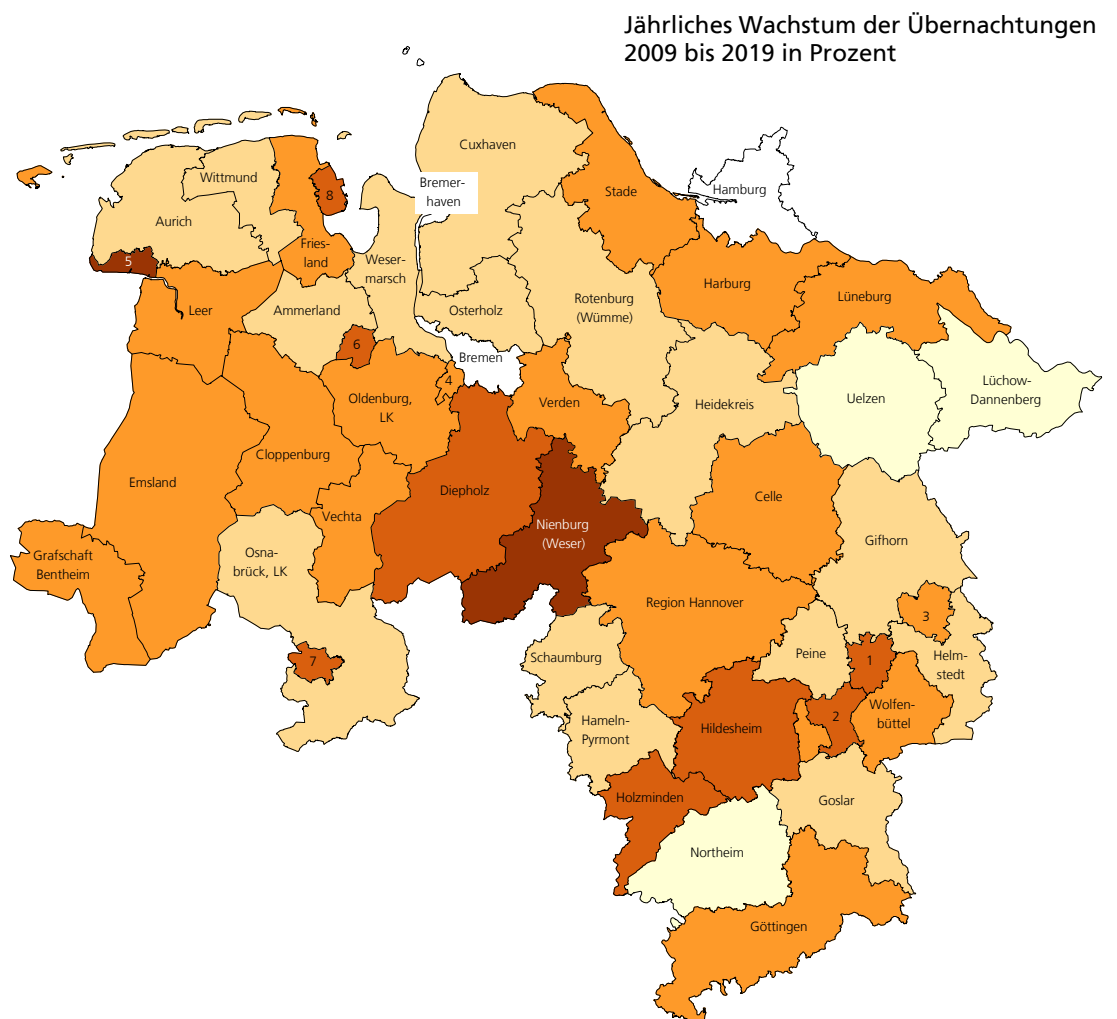 Jährliches Wachstum der Übernachtungen
2009 bis 2019 in Prozent
Cuxhaven
Wittmund
Bremer-
haven
Stade
Hamburg
8
Aurich
Fries-
land
Weser-
marsch
5
Harburg
Lüneburg
Leer
Ammerland
Osterholz
Rotenburg
(Wümme)
6
Bremen
4
Oldenburg,
LK
Verden
Heidekreis
Uelzen
Lüchow-
Dannenberg
Cloppenburg
Emsland
Diepholz
Celle
Vechta
Nienburg
(Weser)
Gifhorn
Grafschaft
Bentheim
Osna-
brück, LK
Region Hannover
3
7
Schaumburg
Peine
1
Helm-
stedt
Hameln-
Pyrmont
Hildesheim
2
Wolfen-
büttel
Holzminden
Goslar
Northeim
Göttingen